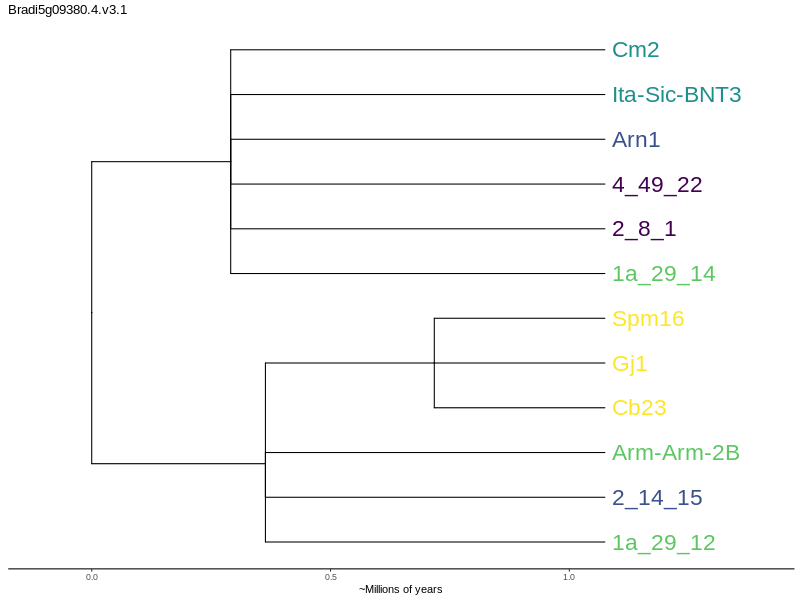 Bradi5g09380.4.v3.1
Cm2
Ita-Sic-BNT3
Arn1
4_49_22
2_8_1
1a_29_14
Spm16
Gj1
Cb23
Arm-Arm-2B
2_14_15
1a_29_12
0.0 0.5 1.0
~Millions of years